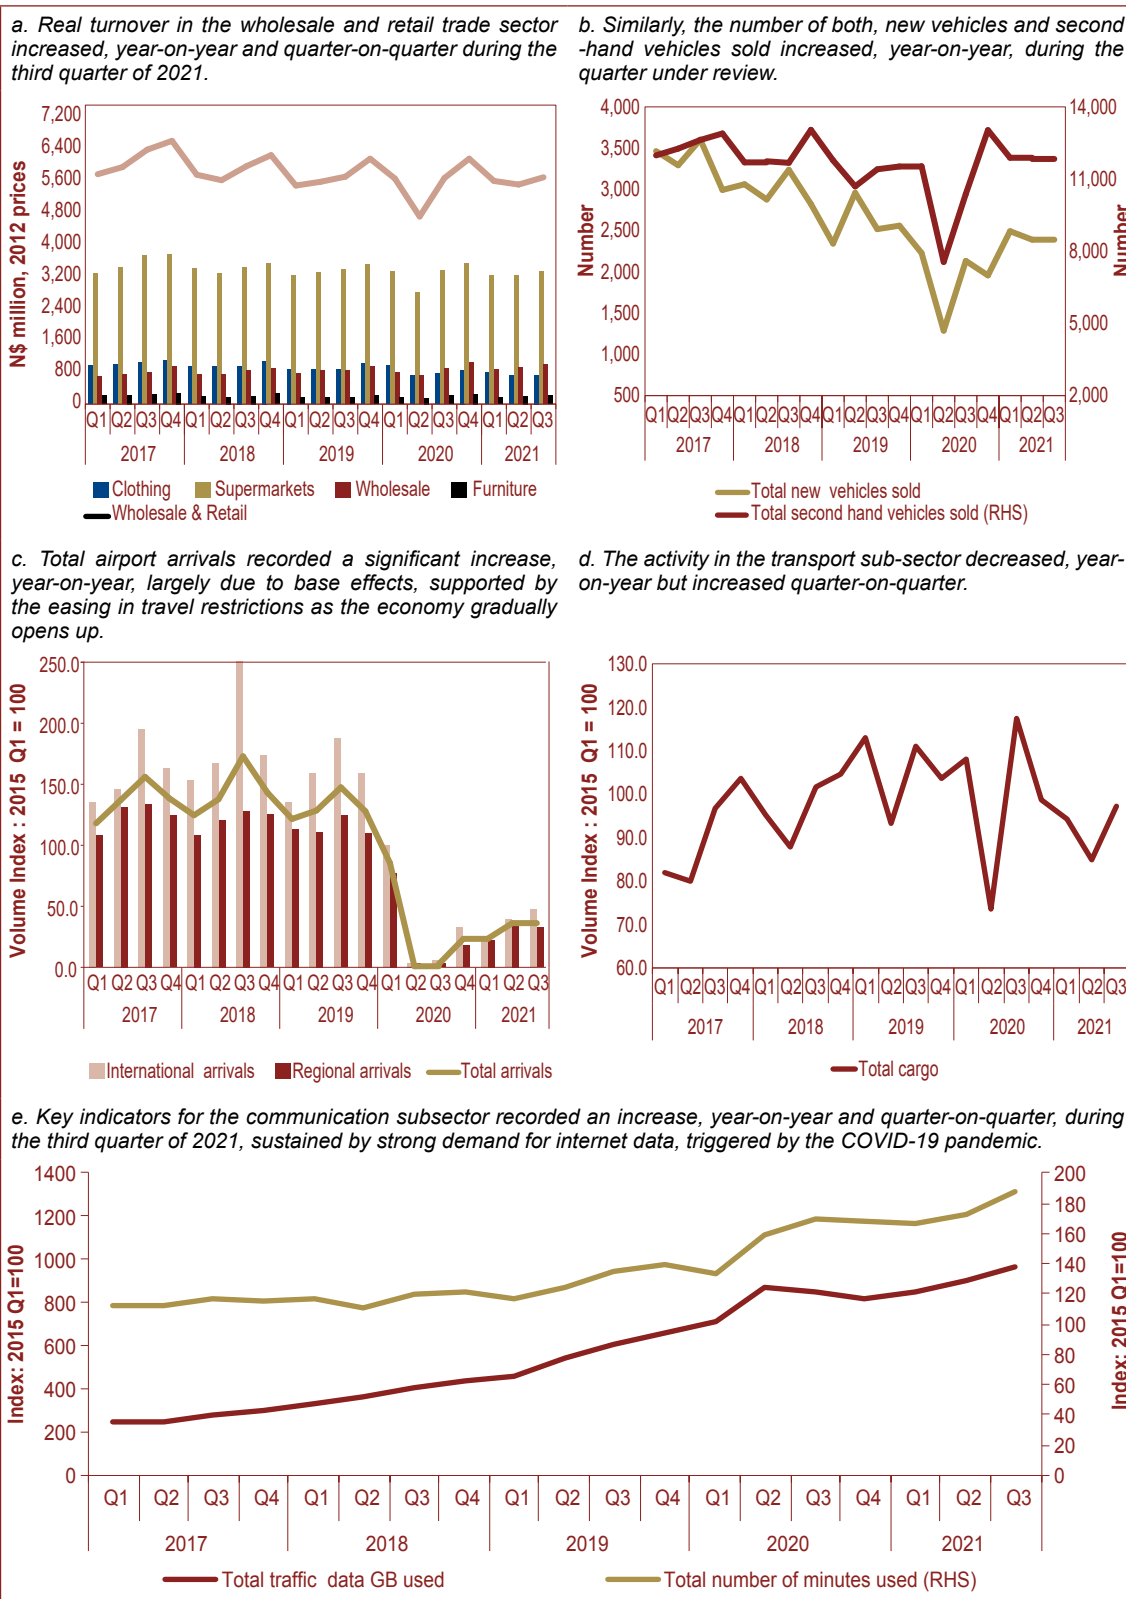 a. Real turnover in the wholesale and retail trade sector
increased, year-on-year and quarter-on-quarter during the
third quarter of 2021.
N$ million, 2012 prices
7,200
6,400
5,600
4,800
4,000
3,200
2,400
1,600
800
0
Q1 Q2 Q3 Q4 Q1 Q2 Q3 Q4 Q1 Q2 Q3 Q4 Q1 Q2 Q3 Q4 Q1 Q2 Q3
2017 2018 2019 2020 2021
Clothing Supermarkets Wholesale Furniture
Wholesale & Retail
b. Similarly, the number of both, new vehicles and second
-hand vehicles sold increased, year-on-year, during the
quarter under review.
Number
4,000
3,500
3,000
2,500
2,000
1,500
1,000
500
14,000
11,000
8,000
5,000
2,000
Number
Q1 Q2 Q3 Q4 Q1 Q2 Q3 Q4 Q1 Q2 Q3 Q4 Q1 Q2 Q3 Q4 Q1 Q2 Q3
2017 2018 2019 2020 2021
Total new vehicles sold
Total second hand vehicles sold (RHS)
c. Total airport arrivals recorded a significant increase,
year-on-year, largely due to base effects, supported by
the easing in travel restrictions as the economy gradually
opens up.
Volume Index : 2015 Q1 = 100
250.0
200.0
150.0
100.0
50.0
0.0
Q1 Q2 Q3 Q4 Q1 Q2 Q3 Q4 Q1 Q2 Q3 Q4 Q1 Q2 Q3 Q4 Q1 Q2 Q3
2017 2018 2019 2020 2021
International arrivals Regional arrivals Total arrivals
d. The activity in the transport sub-sector decreased, year-
on-year but increased quarter-on-quarter.
Volume Index : 2015 Q1 = 100
130.0
120.0
110.0
100.0
90.0
80.0
70.0
60.0
Q1 Q2 Q3 Q4 Q1 Q2 Q3 Q4 Q1 Q2 Q3 Q4 Q1 Q2 Q3 Q4 Q1 Q2 Q3
2017 2018 2019 2020 2021
Total cargo
e. Key indicators for the communication subsector recorded an increase, year-on-year and quarter-on-quarter, during
the third quarter of 2021, sustained by strong demand for internet data, triggered by the COVID-19 pandemic.
Index: 2015 Q1=100
1400
1200
1000
800
600
400
200
0
200
180
160
140
120
100
80
60
40
20
0
Index: 2015 Q1=100
Q1 Q2 Q3 Q4 Q1 Q2 Q3 Q4 Q1 Q2 Q3 Q4 Q1 Q2 Q3 Q4 Q1 Q2 Q3
2017 2018 2019 2020 2021
Total traffic data GB used Total number of minutes used (RHS)